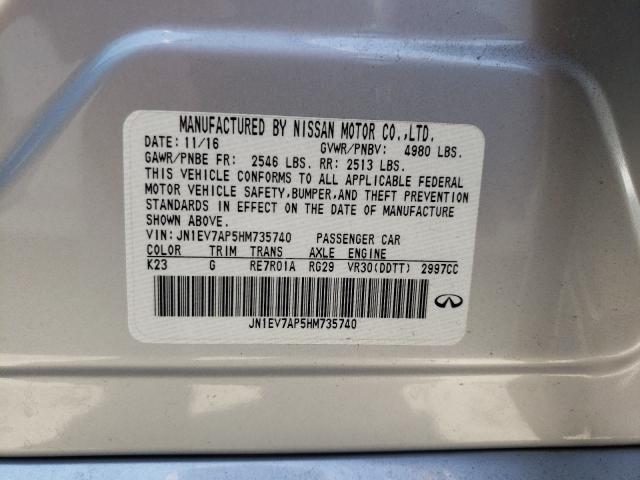 MANUFACTURED BY NISSAN MOTOR CO.,LTD.
DATE: 11/16 GVWR/PNBV: 4980 LBS.
GAWR/PNBE FR: 2546 LBS. RR: 2513 LBS.
THIS VEHICLE CONFORMS TO ALL APPLICABLE FEDERAL
MOTOR VEHICLE SAFETY,BUMPER,AND THEFT PREVENTION
STANDARDS IN EFFECT ON THE DATE OF MANUFACTURE
SHOWN ABOVE.
VIN: JN1EV7AP5HM735740 PASSENGER CAR
COLOR TRIM TRANS AXLE ENGINE
K23 G RE7R01A RG29 VR30(DDTT) 2997CC
JN1EV7AP5HM735740